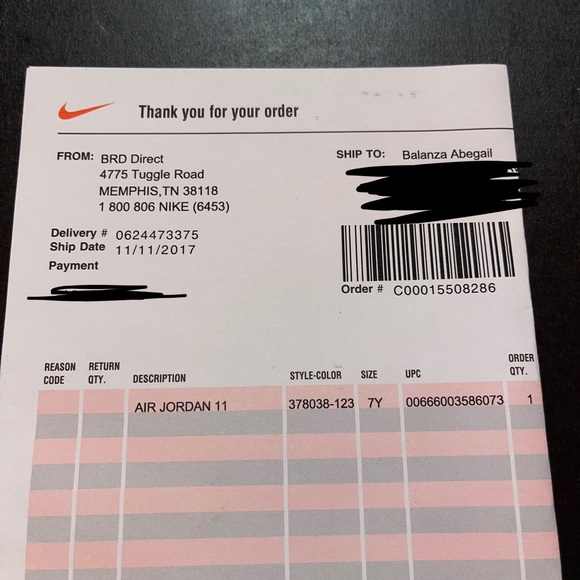 Thank you for your order
FROM: BRD Direct
4775 Tuggle Road
MEMPHIS,TN 38118
1 800 806 NIKE (6453)
SHIP TO: Balanza Abegail
Delivery # 0624473375
Ship Date 11/11/2017
Payment
Order # C00015508286
REASON CODE RETURN QTY. DESCRIPTION STYLE-COLOR SIZE UPC ORDER QTY.
AIR JORDAN 11 378038-123 7Y 00666003586073 1